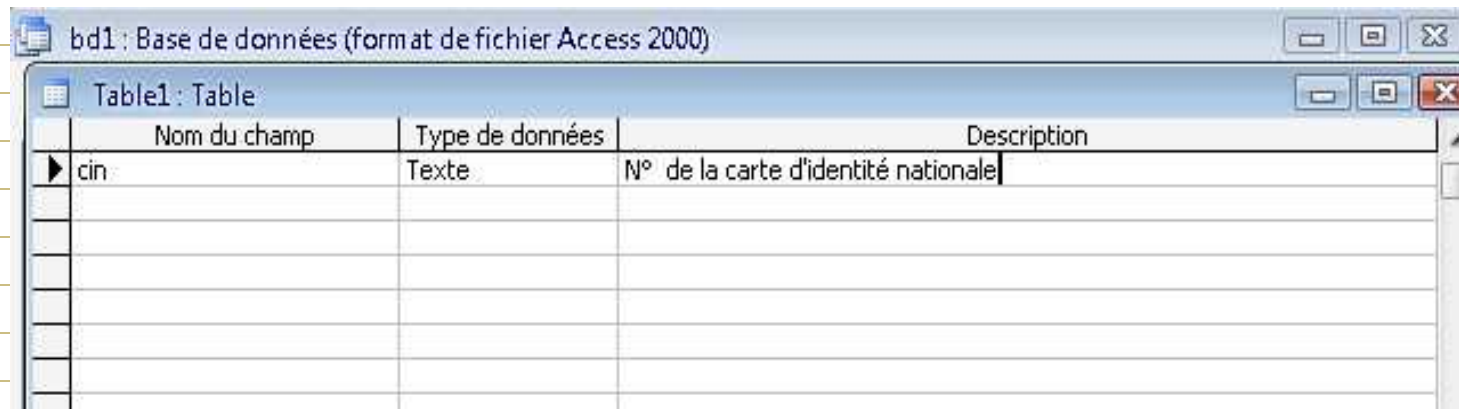 bd1 : Base de données (format de fichier Access 2000)
Table1 : Table
Nom du champ Type de données Description
cin Texte N° de la carte d'identité nationale